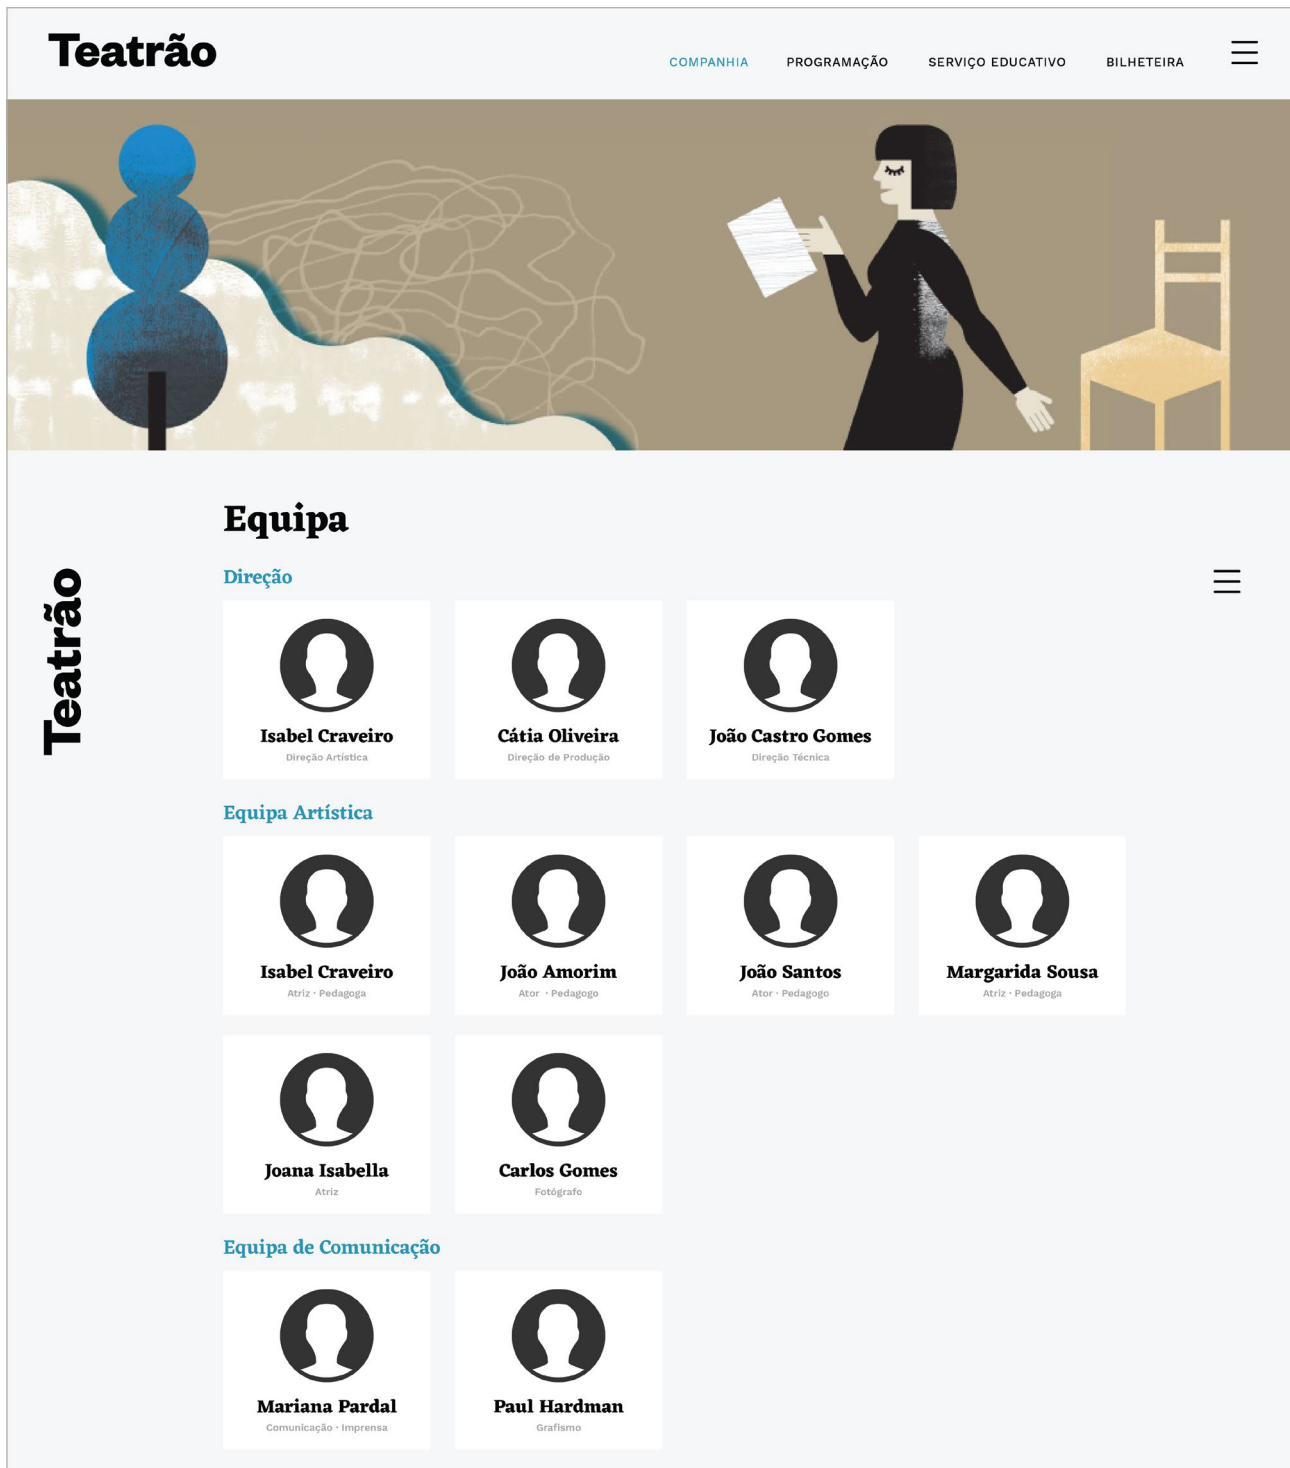 Teatrão
COMPANHIA PROGRAMAÇÃO SERVIÇO EDUCATIVO BILHETEIRA
Equipa
Teatrão
Direção
Isabel Craveiro
Direção Artística
Cátia Oliveira
Direção de Produção
João Castro Gomes
Direção Técnica
Equipa Artística
Isabel Craveiro
Atriz · Pedagoga
João Amorim
Ator · Pedagogo
João Santos
Ator · Pedagogo
Margarida Sousa
Atriz · Pedagoga
Joana Isabella
Atriz
Carlos Gomes
Fotógrafo
Equipa de Comunicação
Mariana Pardal
Comunicação · Imprensa
Paul Hardman
Grafismo